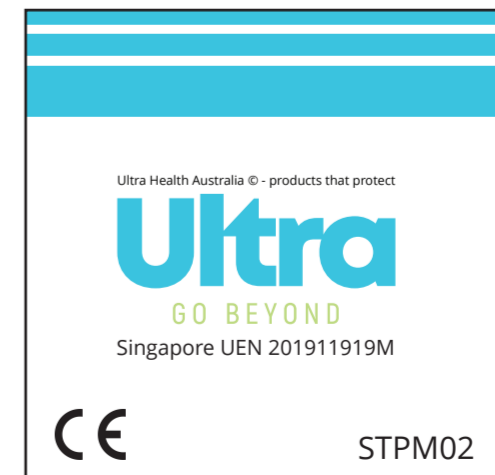 Ultra Health Australia © - products that protect
Ultra
GO BEYOND
Singapore UEN 201911919M
CE
STPM02